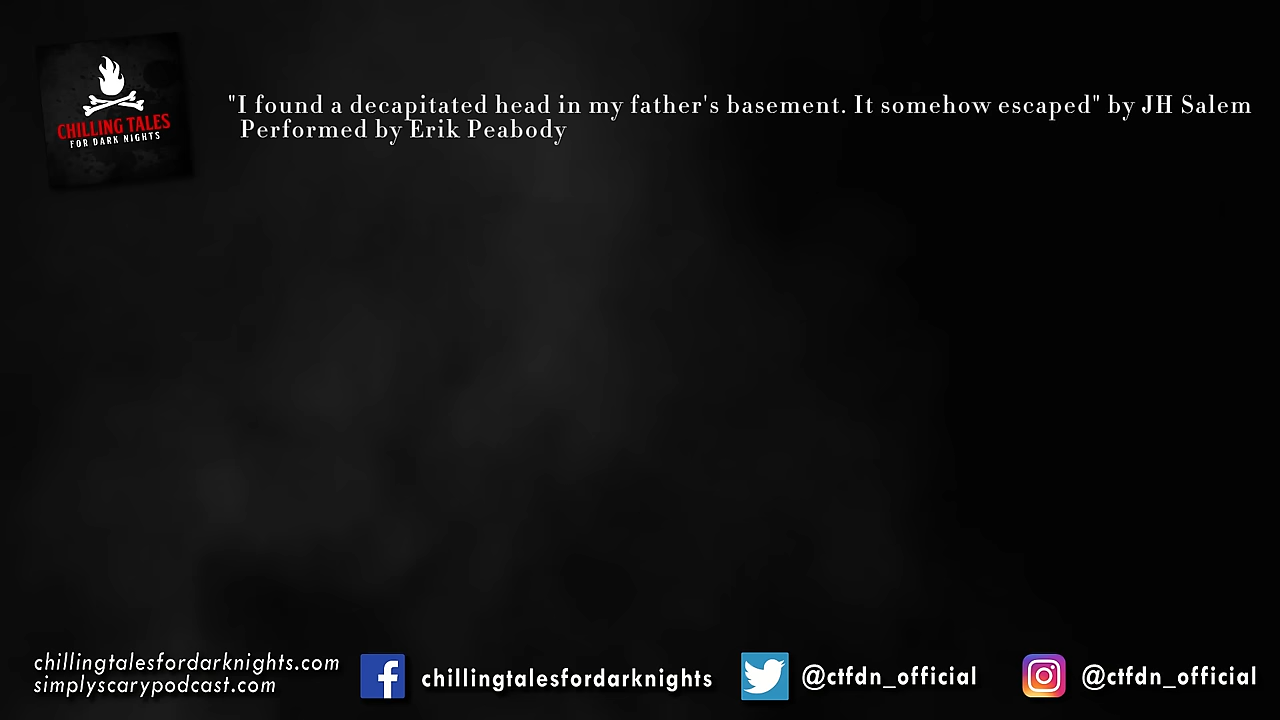 CHILLING TALES
FOR DARK NIGHTS
"I found a decapitated head in my father's basement. It somehow escaped" by JH Salem
Performed by Erik Peabody
chillingtalesfordarknights.com
simplyscarypodcast.com
chillingtalesfordarknights
@ctfdn_official
@ctfdn_official